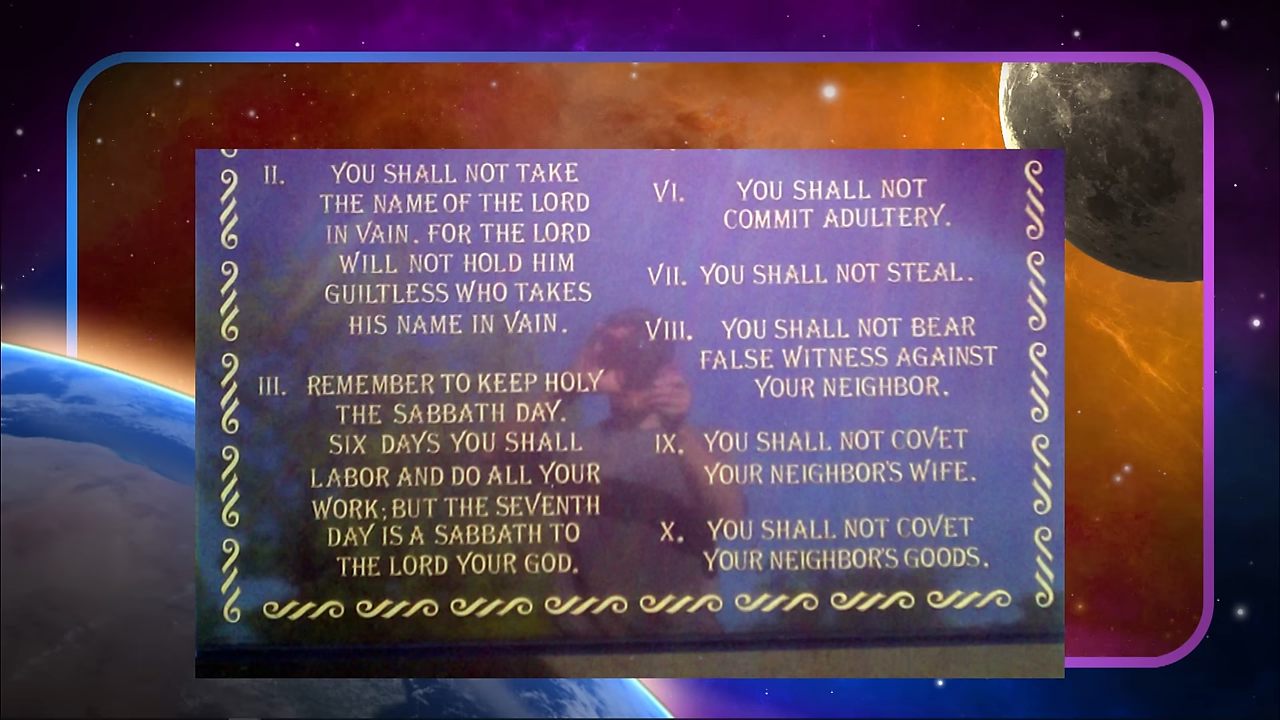 II. YOU SHALL NOT TAKE
THE NAME OF THE LORD
IN VAIN. FOR THE LORD
WILL NOT HOLD HIM
GUILTLESS WHO TAKES
HIS NAME IN VAIN.
III. REMEMBER TO KEEP HOLY
THE SABBATH DAY.
SIX DAYS YOU SHALL
LABOR AND DO ALL YOUR
WORK; BUT THE SEVENTH
DAY IS A SABBATH TO
THE LORD YOUR GOD.
VI. YOU SHALL NOT
COMMIT ADULTERY.
VII. YOU SHALL NOT STEAL.
VIII. YOU SHALL NOT BEAR
FALSE WITNESS AGAINST
YOUR NEIGHBOR.
IX. YOU SHALL NOT COVET
YOUR NEIGHBOR'S WIFE.
X. YOU SHALL NOT COVET
YOUR NEIGHBOR'S GOODS.